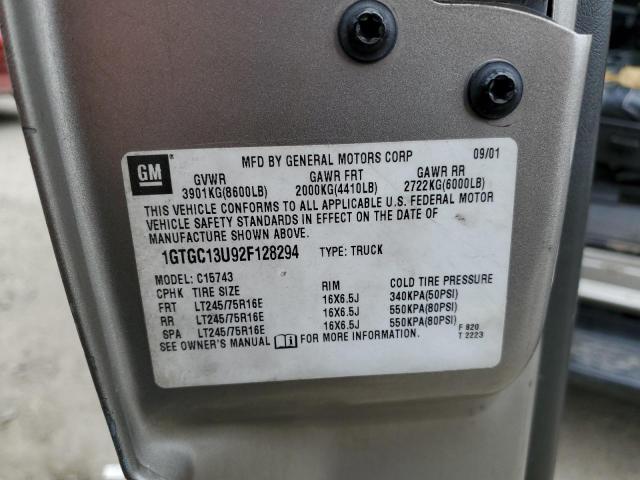 GM
MFD BY GENERAL MOTORS CORP 09/01
GVWR GAWR FRT GAWR RR
3901KG(8600LB) 2000KG(4410LB) 2722KG(6000LB)
THIS VEHICLE CONFORMS TO ALL APPLICABLE U.S. FEDERAL MOTOR
VEHICLE SAFETY STANDARDS IN EFFECT ON THE DATE OF
MANUFACTURE SHOWN ABOVE.
1GTGC13U92F128294 TYPE: TRUCK
MODEL: C15743
CPHK TIRE SIZE RIM COLD TIRE PRESSURE
FRT LT245/75R16E 16X6.5J 340KPA(50PSI)
RR LT245/75R16E 16X6.5J 550KPA(80PSI)
SPA LT245/75R16E 16X6.5J 550KPA(80PSI)
SEE OWNER'S MANUAL FOR MORE INFORMATION.
F 820
T 2223